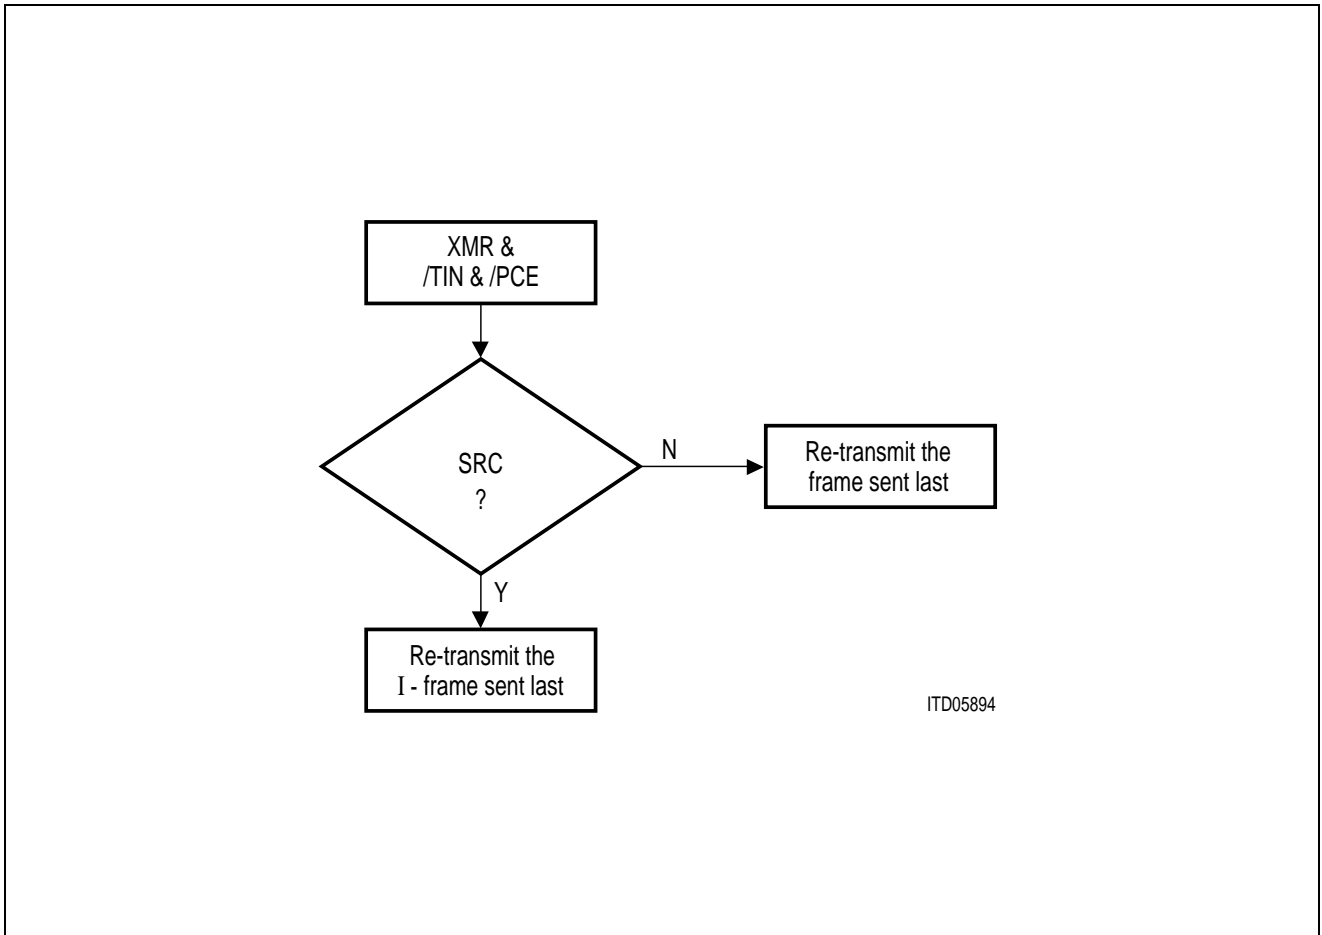 XMR &
/TIN & /PCE
SRC
?
N
Re-transmit the
frame sent last
Y
Re-transmit the
I - frame sent last
ITD05894